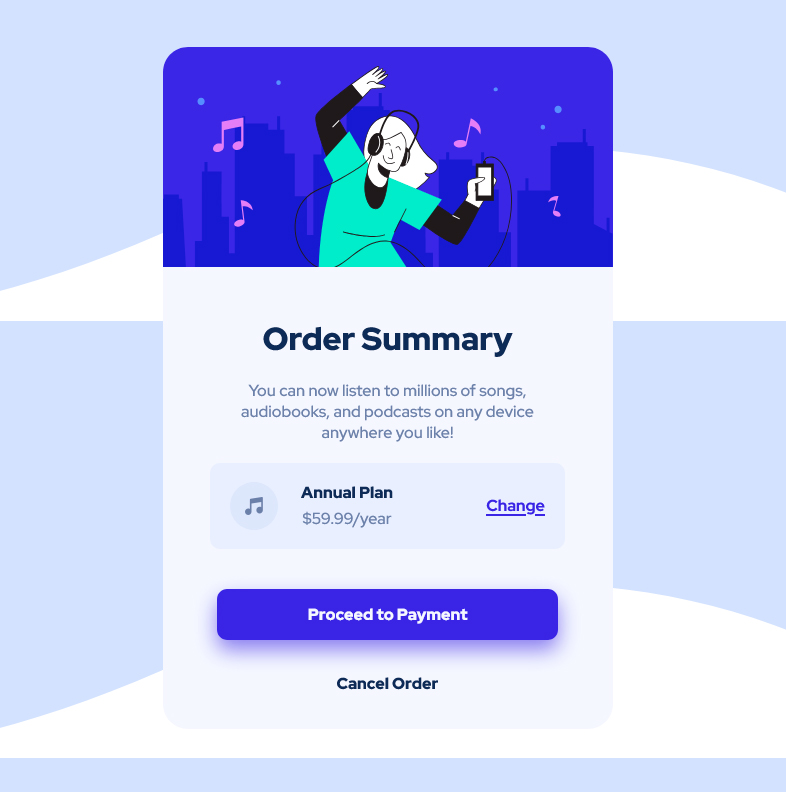 Order Summary
You can now listen to millions of songs,
audiobooks, and podcasts on any device
anywhere you like!
Annual Plan
$59.99/year
Change
Proceed to Payment
Cancel Order